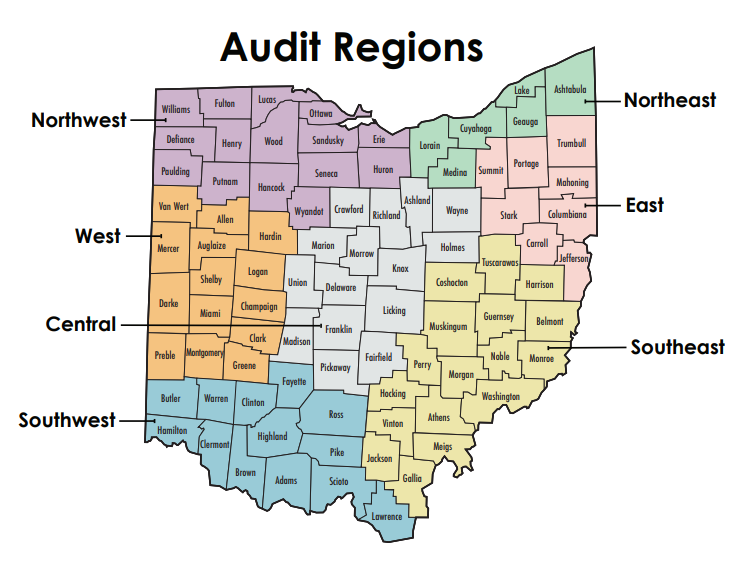 Audit Regions
Northwest
Northeast
East
West
Central
Southeast
Southwest
Williams
Fulton
Lucas
Ottawa
Defiance
Henry
Wood
Sandusky
Erie
Paulding
Putnam
Hancock
Seneca
Huron
Wyandot
Lorain
Cuyahoga
Lake
Geauga
Ashtabula
Medina
Summit
Portage
Trumbull
Mahoning
Stark
Columbiana
Carroll
Jefferson
Van Wert
Allen
Hardin
Mercer
Auglaize
Logan
Shelby
Darke
Miami
Champaign
Clark
Preble
Montgomery
Greene
Crawford
Richland
Ashland
Wayne
Marion
Morrow
Knox
Holmes
Union
Delaware
Licking
Franklin
Madison
Pickaway
Fairfield
Tuscarawas
Coshocton
Harrison
Muskingum
Guernsey
Belmont
Noble
Monroe
Perry
Morgan
Washington
Hocking
Athens
Vinton
Meigs
Jackson
Gallia
Butler
Warren
Clinton
Fayette
Ross
Hamilton
Clermont
Highland
Pike
Brown
Adams
Scioto
Lawrence